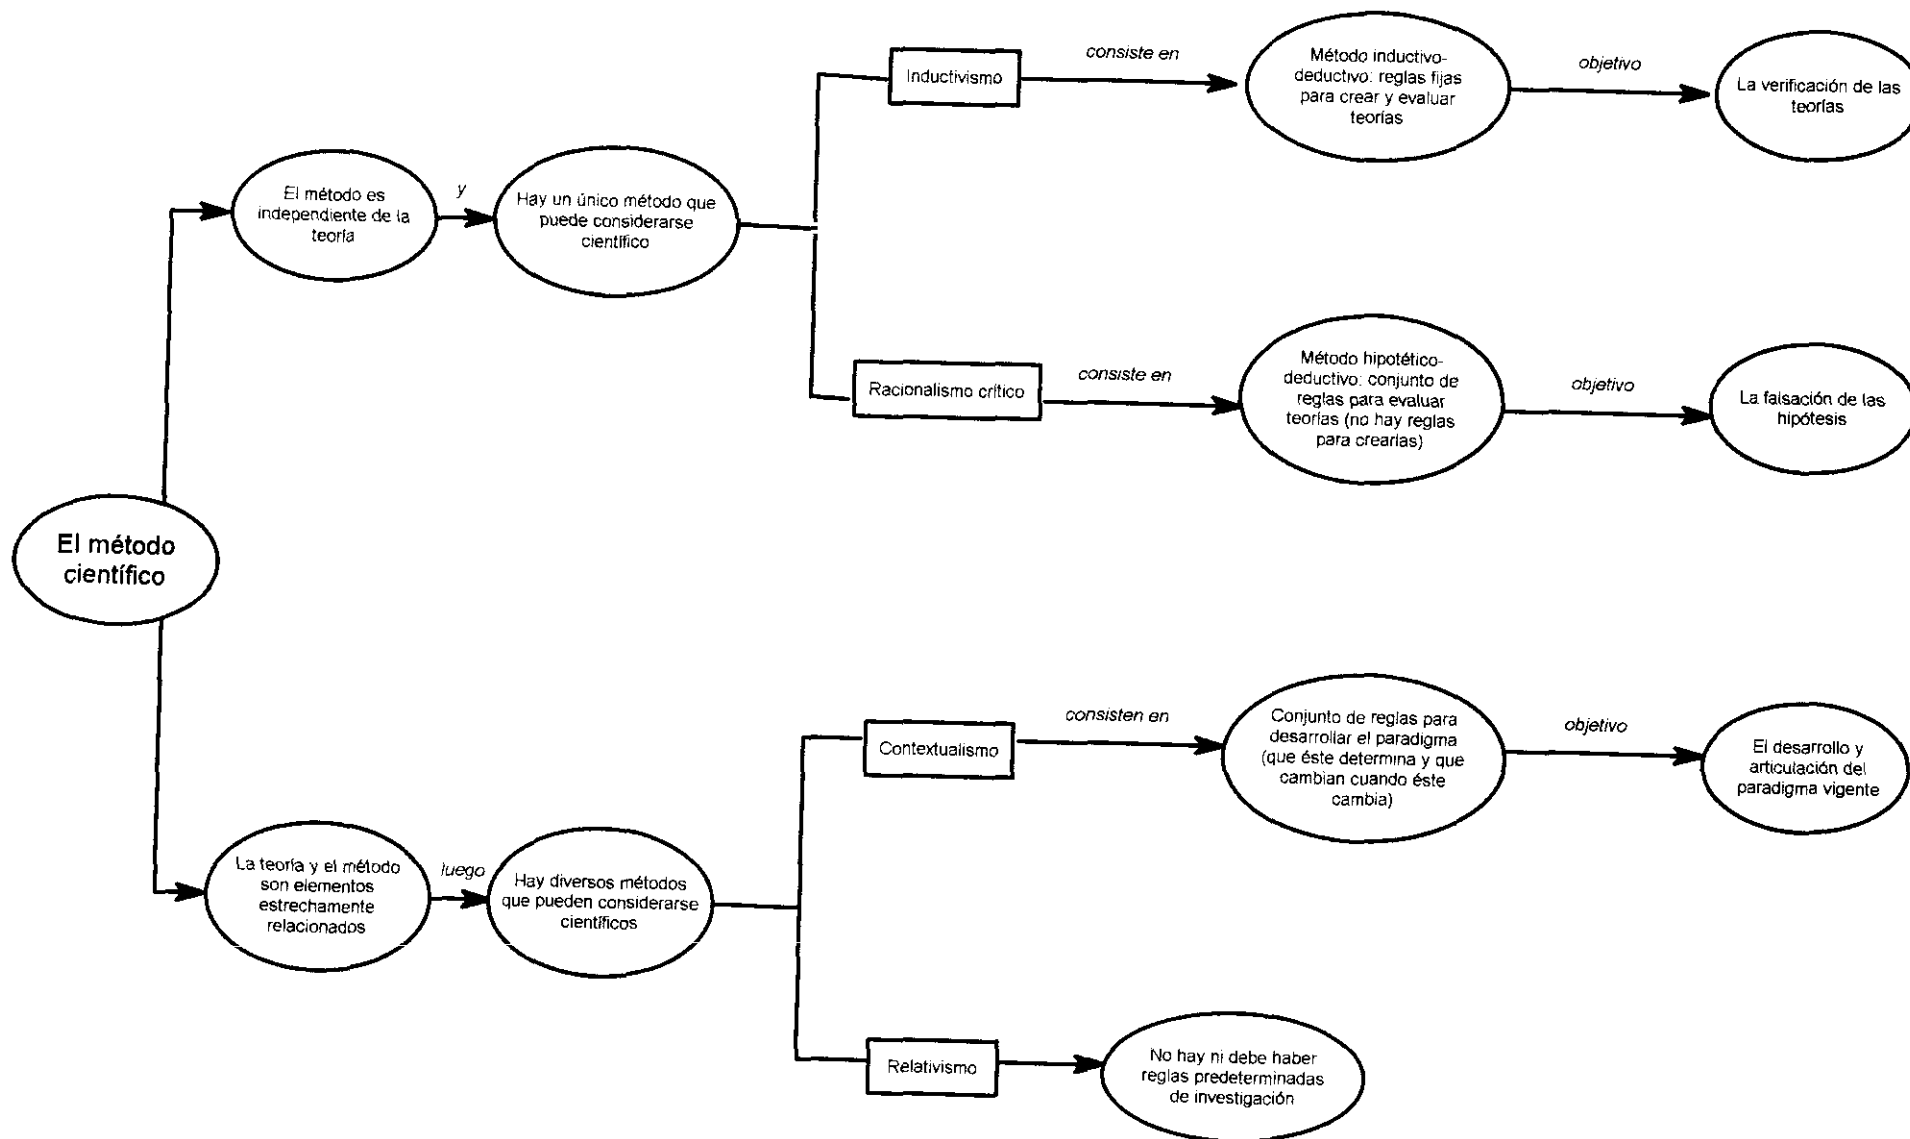 El método
científico
El método es
independiente de la
teoría
y
Hay un único método que
puede considerarse
científico
Inductivismo
consiste en
Método inductivo-
deductivo: reglas fijas
para crear y evaluar
teorías
objetivo
La verificación de las
teorías
Racionalismo crítico
consiste en
Método hipotético-
deductivo: conjunto de
reglas para evaluar
teorías (no hay reglas
para crearlas)
objetivo
La falsación de las
hipótesis
La teoría y el método
son elementos
estrechamente
relacionados
luego
Hay diversos métodos
que pueden considerarse
científicos
Contextualismo
consisten en
Conjunto de reglas para
desarrollar el paradigma
(que éste determina y que
cambian cuando éste
cambia)
objetivo
El desarrollo y
articulación del
paradigma vigente
Relativismo
No hay ni debe haber
reglas predeterminadas
de investigación